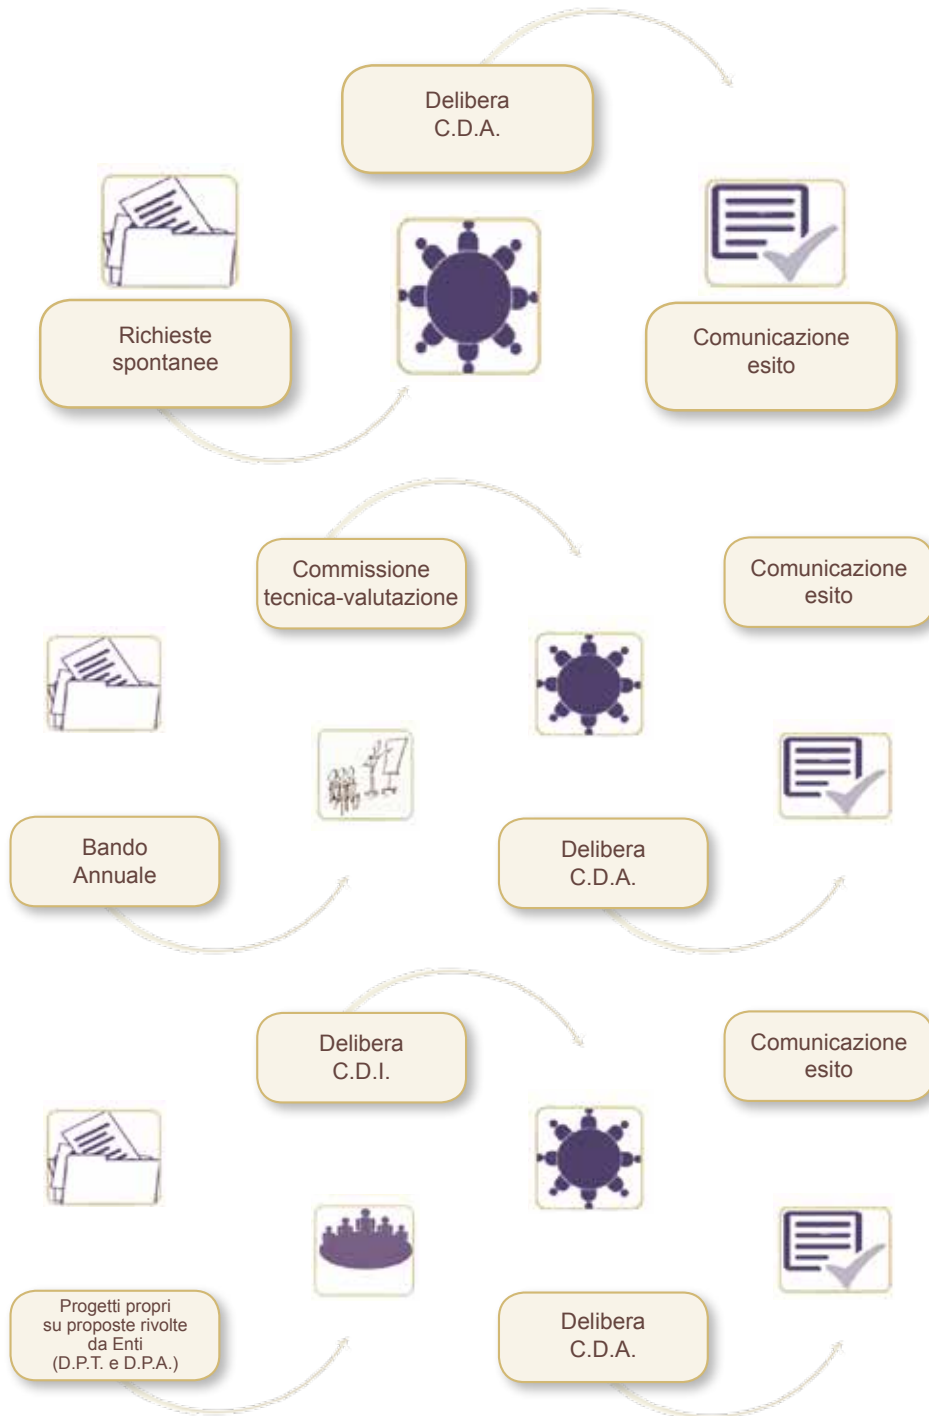 Delibera
C.D.A.
Richieste
spontanee
Comunicazione
esito
Commissione
tecnica-valutazione
Comunicazione
esito
Bando
Annuale
Delibera
C.D.A.
Delibera
C.D.I.
Comunicazione
esito
Progetti propri
su proposte rivolte
da Enti
(D.P.T. e D.P.A.)
Delibera
C.D.A.